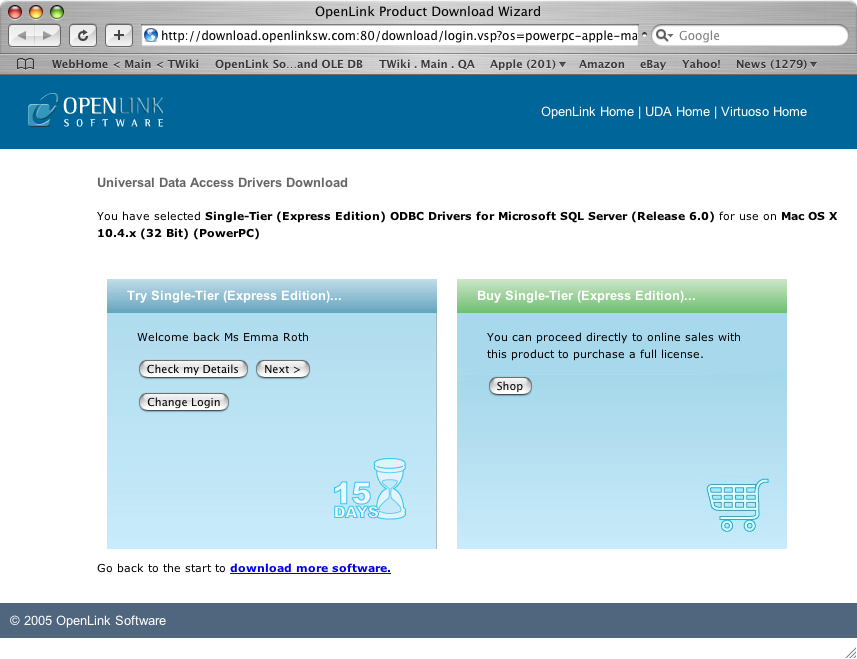 OpenLink Product Download Wizard
http://download.openlinksw.com:80/download/login.vsp?os=powerpc-apple-ma
Google
WebHome < Main < TWiki OpenLink So...and OLE DB TWiki . Main . QA Apple (201) ▾ Amazon eBay Yahoo! News (1279) ▾
OPENLINK
SOFTWARE
OpenLink Home | UDA Home | Virtuoso Home
Universal Data Access Drivers Download
You have selected Single-Tier (Express Edition) ODBC Drivers for Microsoft SQL Server (Release 6.0) for use on Mac OS X
10.4.x (32 Bit) (PowerPC)
Try Single-Tier (Express Edition)...
Welcome back Ms Emma Roth
Check my Details Next >
Change Login
15
DAYS
Buy Single-Tier (Express Edition)...
You can proceed directly to online sales with
this product to purchase a full license.
Shop
Go back to the start to download more software.
© 2005 OpenLink Software